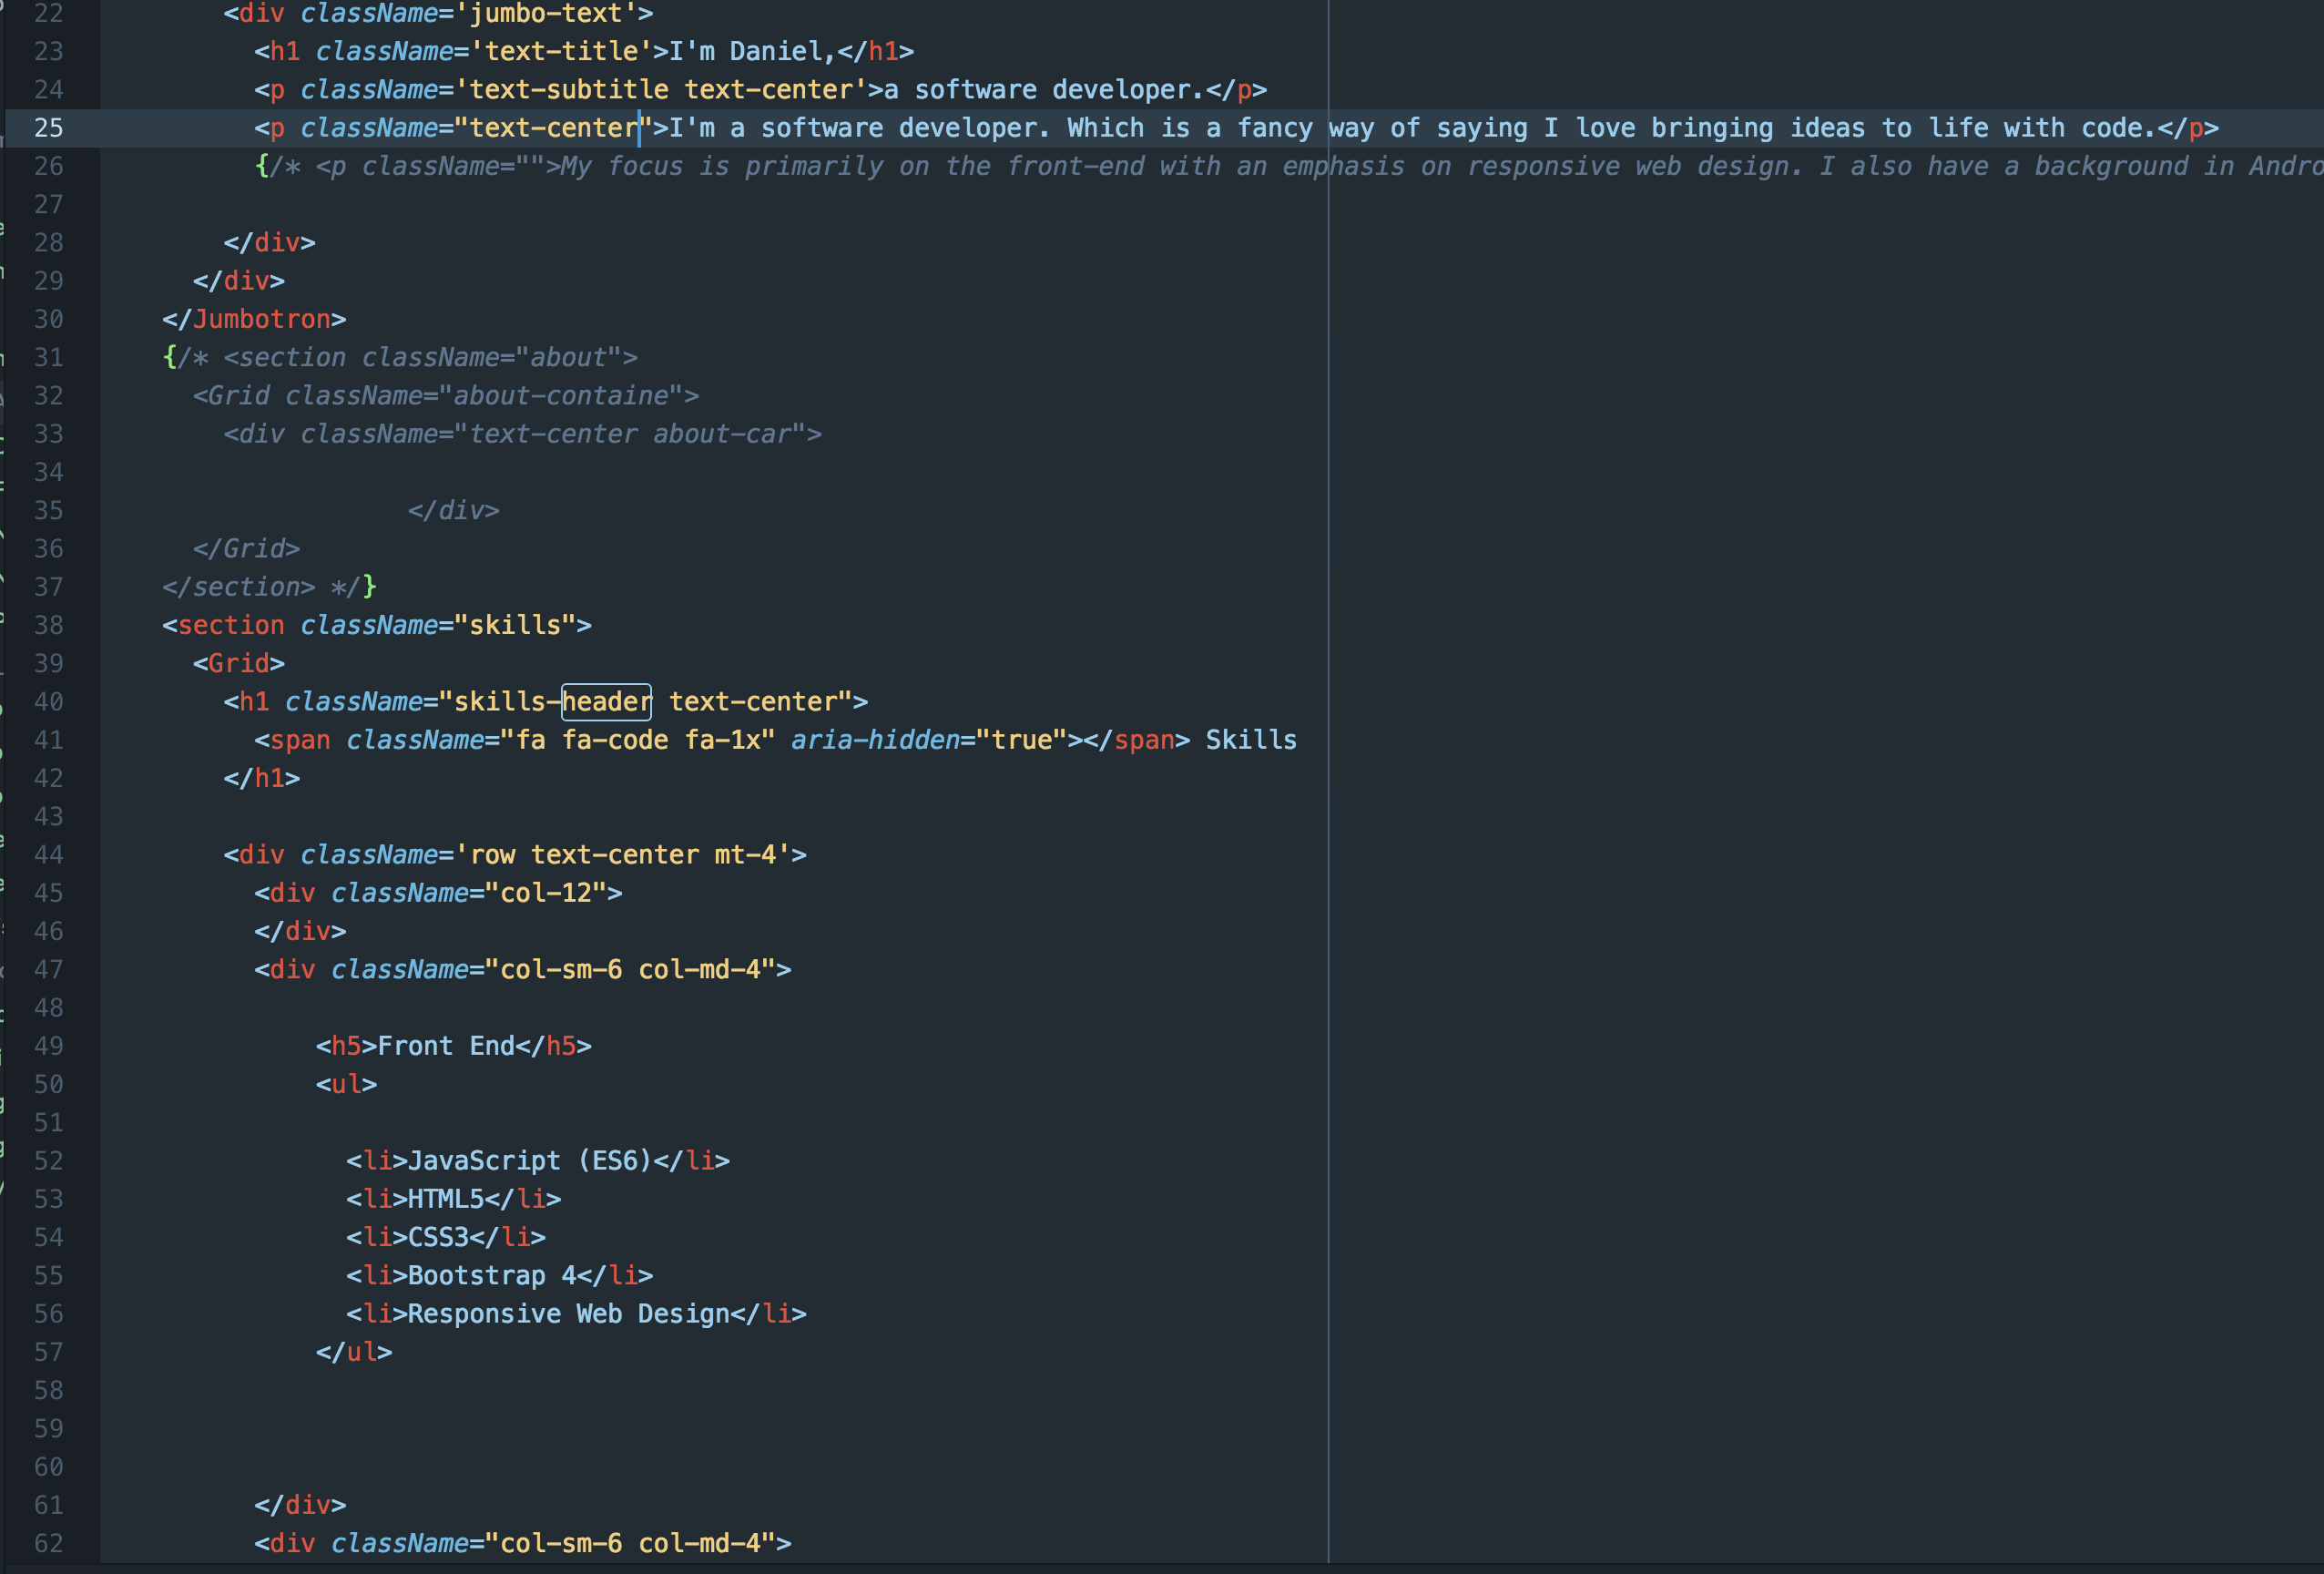 22 <div className='jumbo-text'>
23 <h1 className='text-title'>I'm Daniel,</h1>
24 <p className='text-subtitle text-center'>a software developer.</p>
25 <p className="text-center">I'm a software developer. Which is a fancy way of saying I love bringing ideas to life with code.</p>
26 {/* <p className="">My focus is primarily on the front-end with an emphasis on responsive web design. I also have a background in Andro
27
28 </div>
29 </div>
30 </Jumbotron>
31 {/* <section className="about">
32 <Grid className="about-containe">
33 <div className="text-center about-car">
34
35 </div>
36 </Grid>
37 </section> */}
38 <section className="skills">
39 <Grid>
40 <h1 className="skills-header text-center">
41 <span className="fa fa-code fa-1x" aria-hidden="true"></span> Skills
42 </h1>
43
44 <div className='row text-center mt-4'>
45 <div className="col-12">
46 </div>
47 <div className="col-sm-6 col-md-4">
48
49 <h5>Front End</h5>
50 <ul>
51
52 <li>JavaScript (ES6)</li>
53 <li>HTML5</li>
54 <li>CSS3</li>
55 <li>Bootstrap 4</li>
56 <li>Responsive Web Design</li>
57 </ul>
58
59
60
61 </div>
62 <div className="col-sm-6 col-md-4">